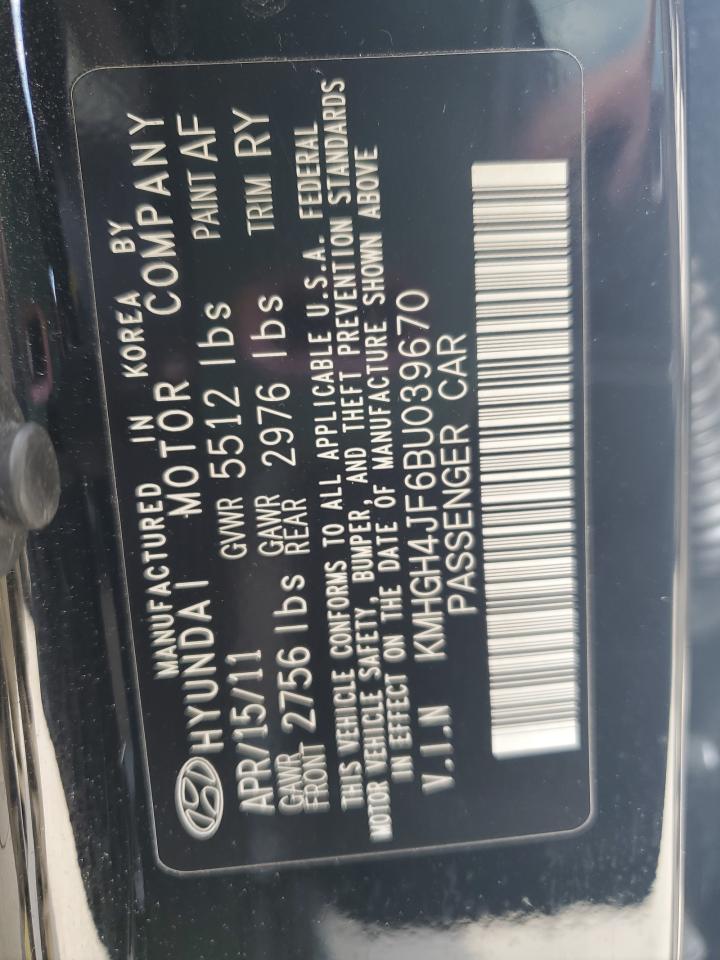 MANUFACTURED IN KOREA BY
HYUNDAI MOTOR COMPANY
APR/15/11 GVWR 5512 lbs PAINT AF
GAWR FRONT 2756 lbs GAWR REAR 2976 lbs TRIM RY
THIS VEHICLE CONFORMS TO ALL APPLICABLE U.S.A. FEDERAL
MOTOR VEHICLE SAFETY, BUMPER, AND THEFT PREVENTION STANDARDS
IN EFFECT ON THE DATE OF MANUFACTURE SHOWN ABOVE
V.I.N KMHGH4JF6BU039670
PASSENGER CAR